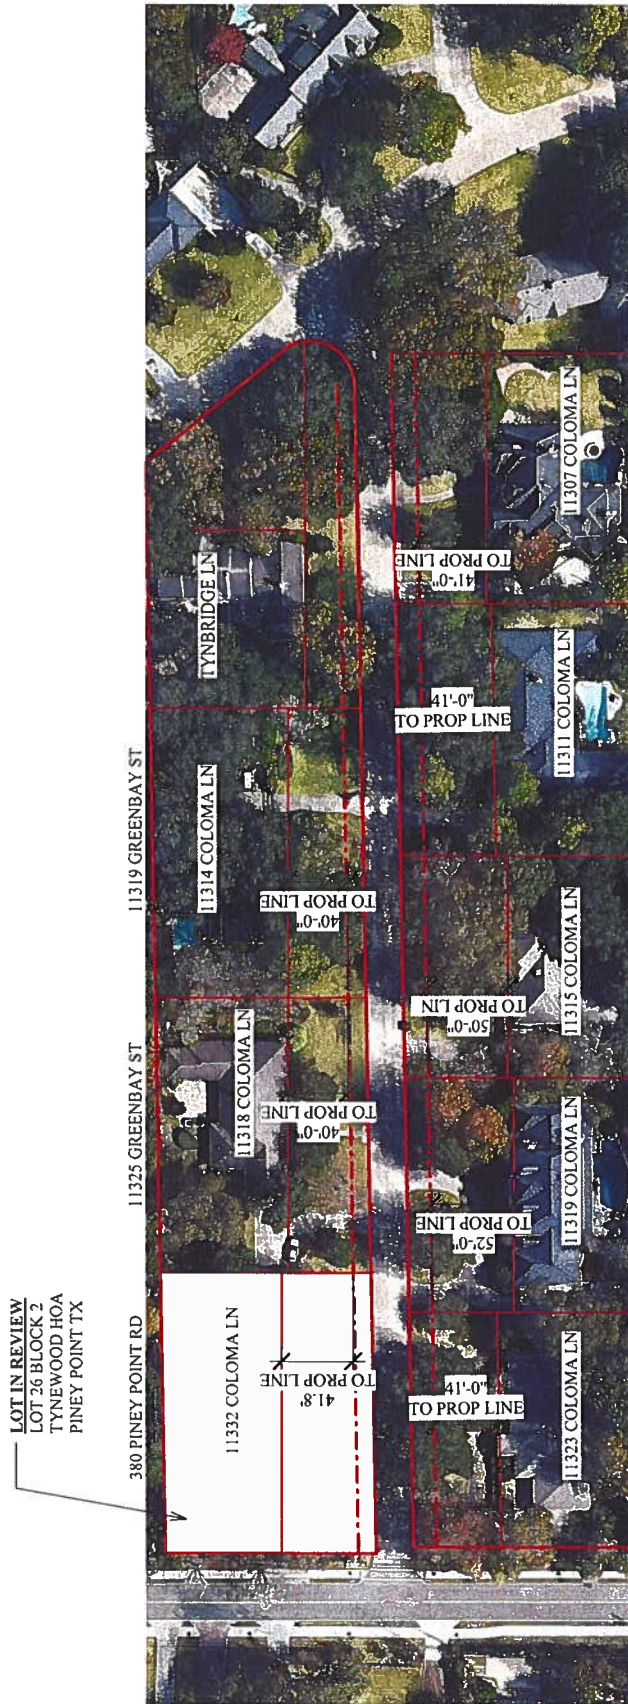 LOT IN REVIEW
LOT 26 BLOCK 2
TYNEWOOD HOA
PINEY POINT TX
380 PINEY POINT RD
11325 GREENBAY ST
11319 GREENBAY ST
11332 COLOMA LN
11318 COLOMA LN
11314 COLOMA LN
TYNBRIDGE LN
41.8'
TO PROP LINE
40'-0"
TO PROP LINE
40'-0"
TO PROP LINE
41'-0"
TO PROP LINE
52'-0"
TO PROP LINE
50'-0"
TO PROP LIN
41'-0"
TO PROP LINE
41'-0"
TO PROP LINE
11323 COLOMA LN
11319 COLOMA LN
11315 COLOMA LN
11311 COLOMA LN
11307 COLOMA LN